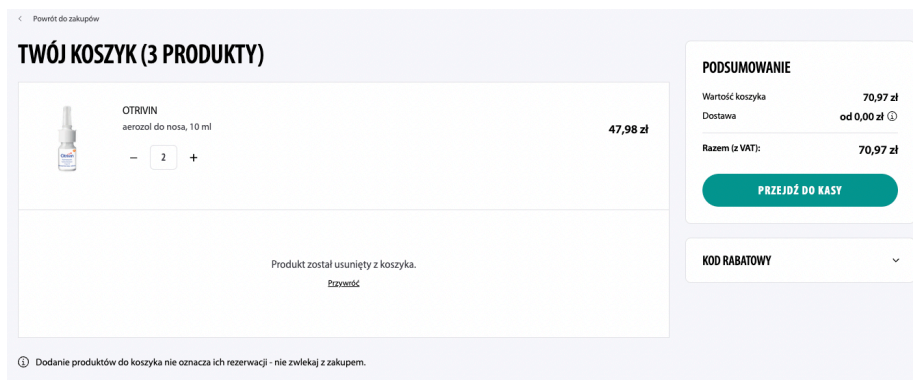 Powrót do zakupów
TWÓJ KOSZYK (3 PRODUKTY)
OTRIVIN
aerozol do nosa, 10 ml
47,98 zł
– 2 +
Produkt został usunięty z koszyka.
Przywróć
Dodanie produktów do koszyka nie oznacza ich rezerwacji - nie zwlekaj z zakupem.
PODSUMOWANIE
Wartość koszyka 70,97 zł
Dostawa od 0,00 zł
Razem (z VAT): 70,97 zł
PRZEJDŹ DO KASY
KOD RABATOWY